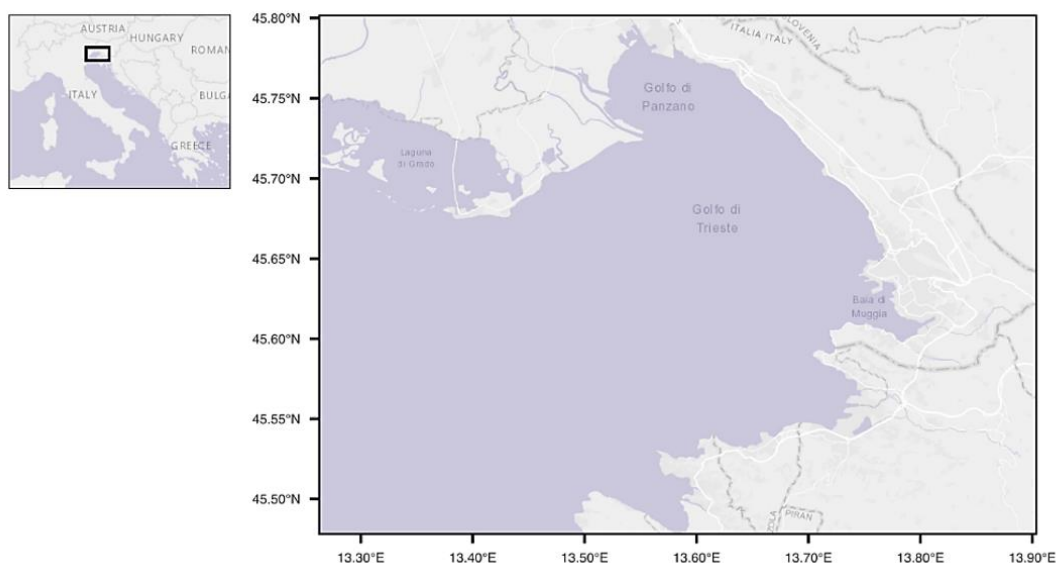 AUSTRIA
HUNGARY
ROMAN
ITALY
BULGA
GREECE
45.80°N
45.75°N
45.70°N
45.65°N
45.60°N
45.55°N
45.50°N
SLOVENIA
ITALIA ITALY
Golfo di
Panzano
Laguna
di Grado
Golfo di
Trieste
Baia di
Muggia
PIRAN
13.30°E
13.40°E
13.50°E
13.60°E
13.70°E
13.80°E
13.90°E